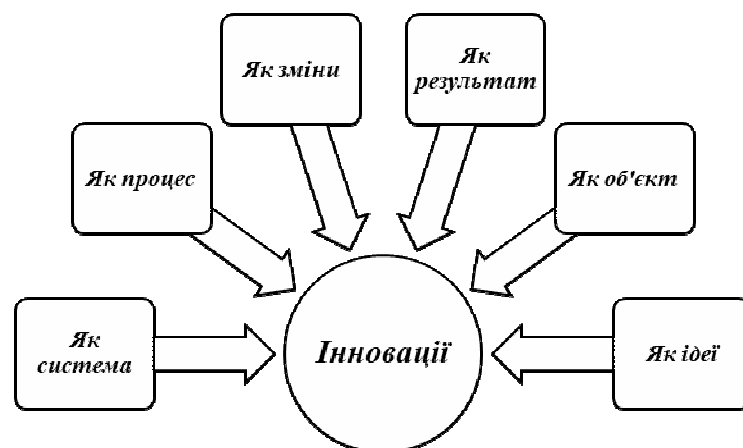 Як зміни
Як
результат
Як процес
Як об'єкт
Як
система
Інновації
Як ідеї